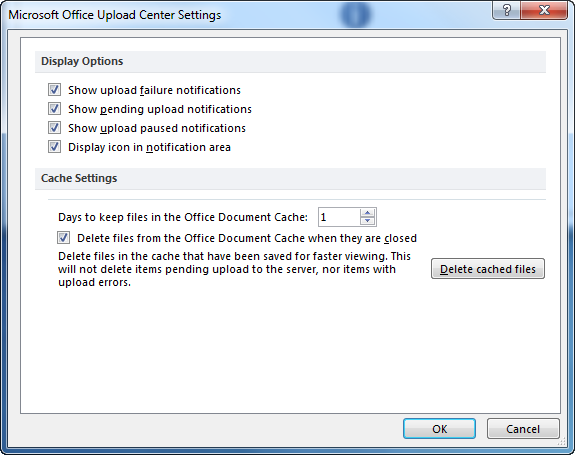 Microsoft Office Upload Center Settings
?
Display Options
Show upload failure notifications
Show pending upload notifications
Show upload paused notifications
Display icon in notification area
Cache Settings
Days to keep files in the Office Document Cache: 1
Delete files from the Office Document Cache when they are closed
Delete files in the cache that have been saved for faster viewing. This
will not delete items pending upload to the server, nor items with
upload errors.
Delete cached files
OK Cancel